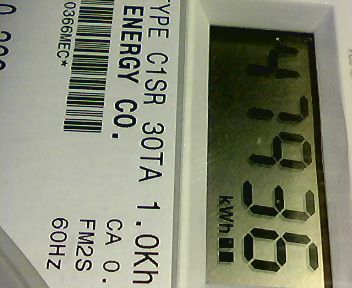 47936
kWh
TYPE C1SR 30TA 1.0Kh
ENERGY CO. CA 0.
FM2S
0366MEC*
60HZ